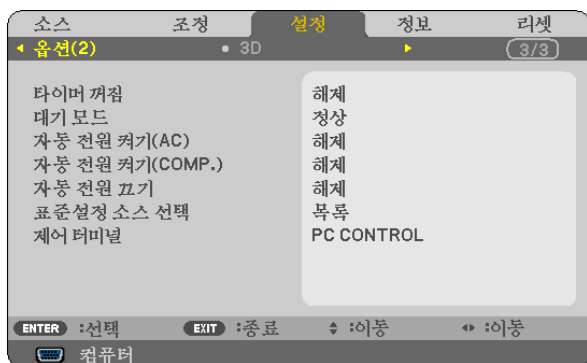 소스 조정 설정 정보 리셋
옵션(2) 3D 3/3
타이머 꺼짐 해제
대기 모드 정상
자동 전원 켜기(AC) 해제
자동 전원 켜기(COMP.) 해제
자동 전원 끄기 해제
표준설정 소스 선택 목록
제어 터미널 PC CONTROL
ENTER :선택 EXIT :종료 :이동 :이동
컴퓨터